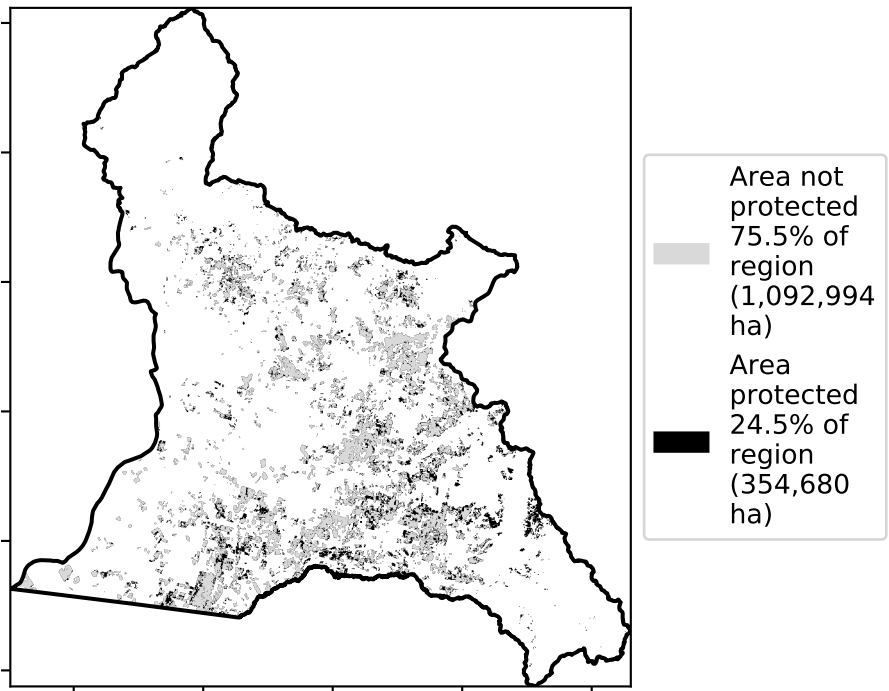 Area not
protected
75.5% of
region
(1,092,994
ha)
Area
protected
24.5% of
region
(354,680
ha)